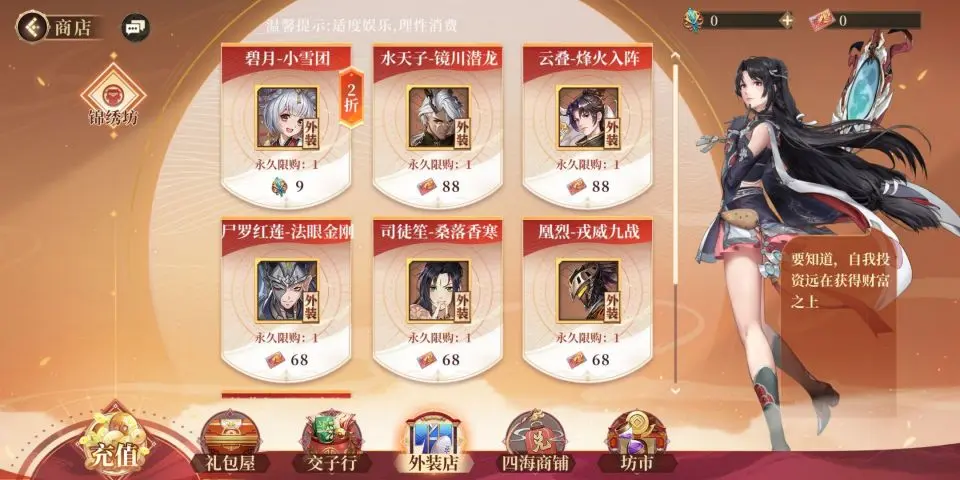 商店
温馨提示:适度娱乐,理性消费
0
0
锦绣坊
碧月-小雪团
2折
外装
永久限购：1
9
水天子-镜川潜龙
外装
永久限购：1
88
云叠-烽火入阵
外装
永久限购：1
88
尸罗红莲-法眼金刚
外装
永久限购：1
68
司徒笙-桑落香寒
外装
永久限购：1
68
凰烈-戎威九战
外装
永久限购：1
68
要知道，自我投
资远在获得财富
之上
充值
礼包屋
交子行
外装店
四海商铺
坊市